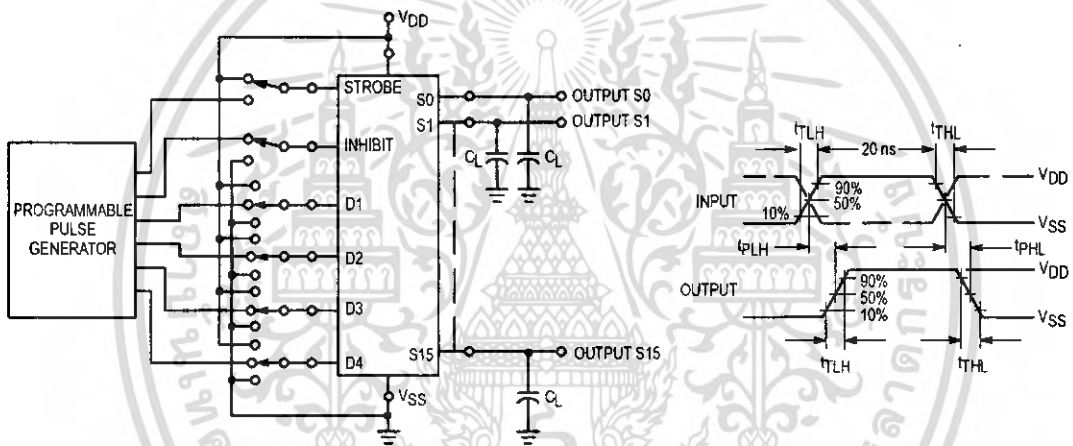 VDD
STROBE
INHIBIT
D1
D2
D3
D4
S0
S1
S15
VSS
PROGRAMMABLE
PULSE
GENERATOR
OUTPUT S0
OUTPUT S1
CL
CL
OUTPUT S15
CL
tTLH
20 ns
tTHL
INPUT
10%
90%
50%
VDD
VSS
tPLH
tPHL
OUTPUT
90%
50%
10%
VDD
VSS
tTLH
tTHL